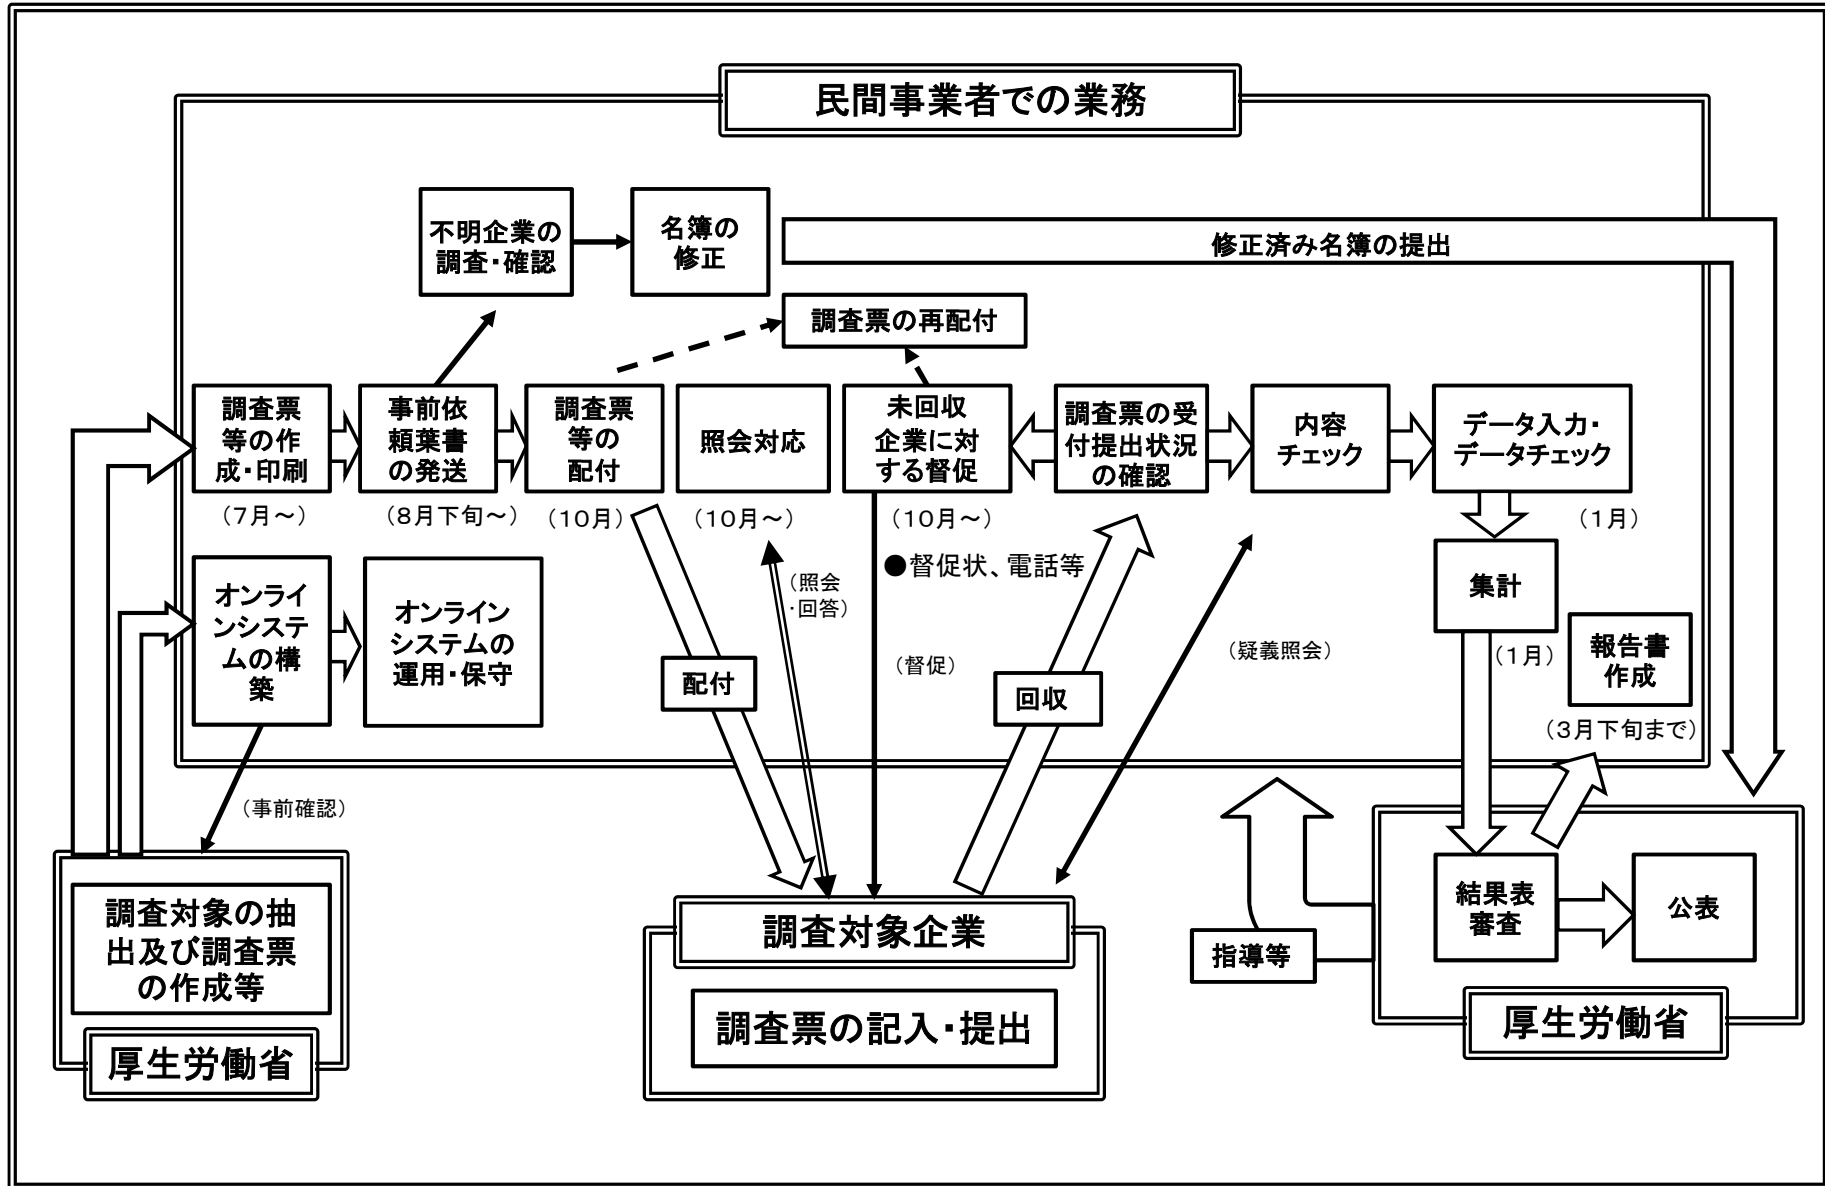 民間事業者での業務
不明企業の
調査・確認
名簿の
修正
修正済み名簿の提出
調査票の再配付
調査票
等の作
成・印刷
(7月~)
事前依
頼葉書
の発送
(8月下旬~)
調査票
等の
配付
(10月)
照会対応
(10月~)
未回収
企業に対
する督促
(10月~)
●督促状、電話等
調査票の受
付提出状況
の確認
内容
チェック
データ入力・
データチェック
(1月)
オンライ
ンシステ
ムの構
築
オンライン
システムの
運用・保守
配付
(照会
・回答)
(督促)
回収
(疑義照会)
集計
(1月)
報告書
作成
(3月下旬まで)
(事前確認)
調査対象の抽
出及び調査票
の作成等
厚生労働省
調査対象企業
調査票の記入・提出
指導等
結果表
審査
公表
厚生労働省